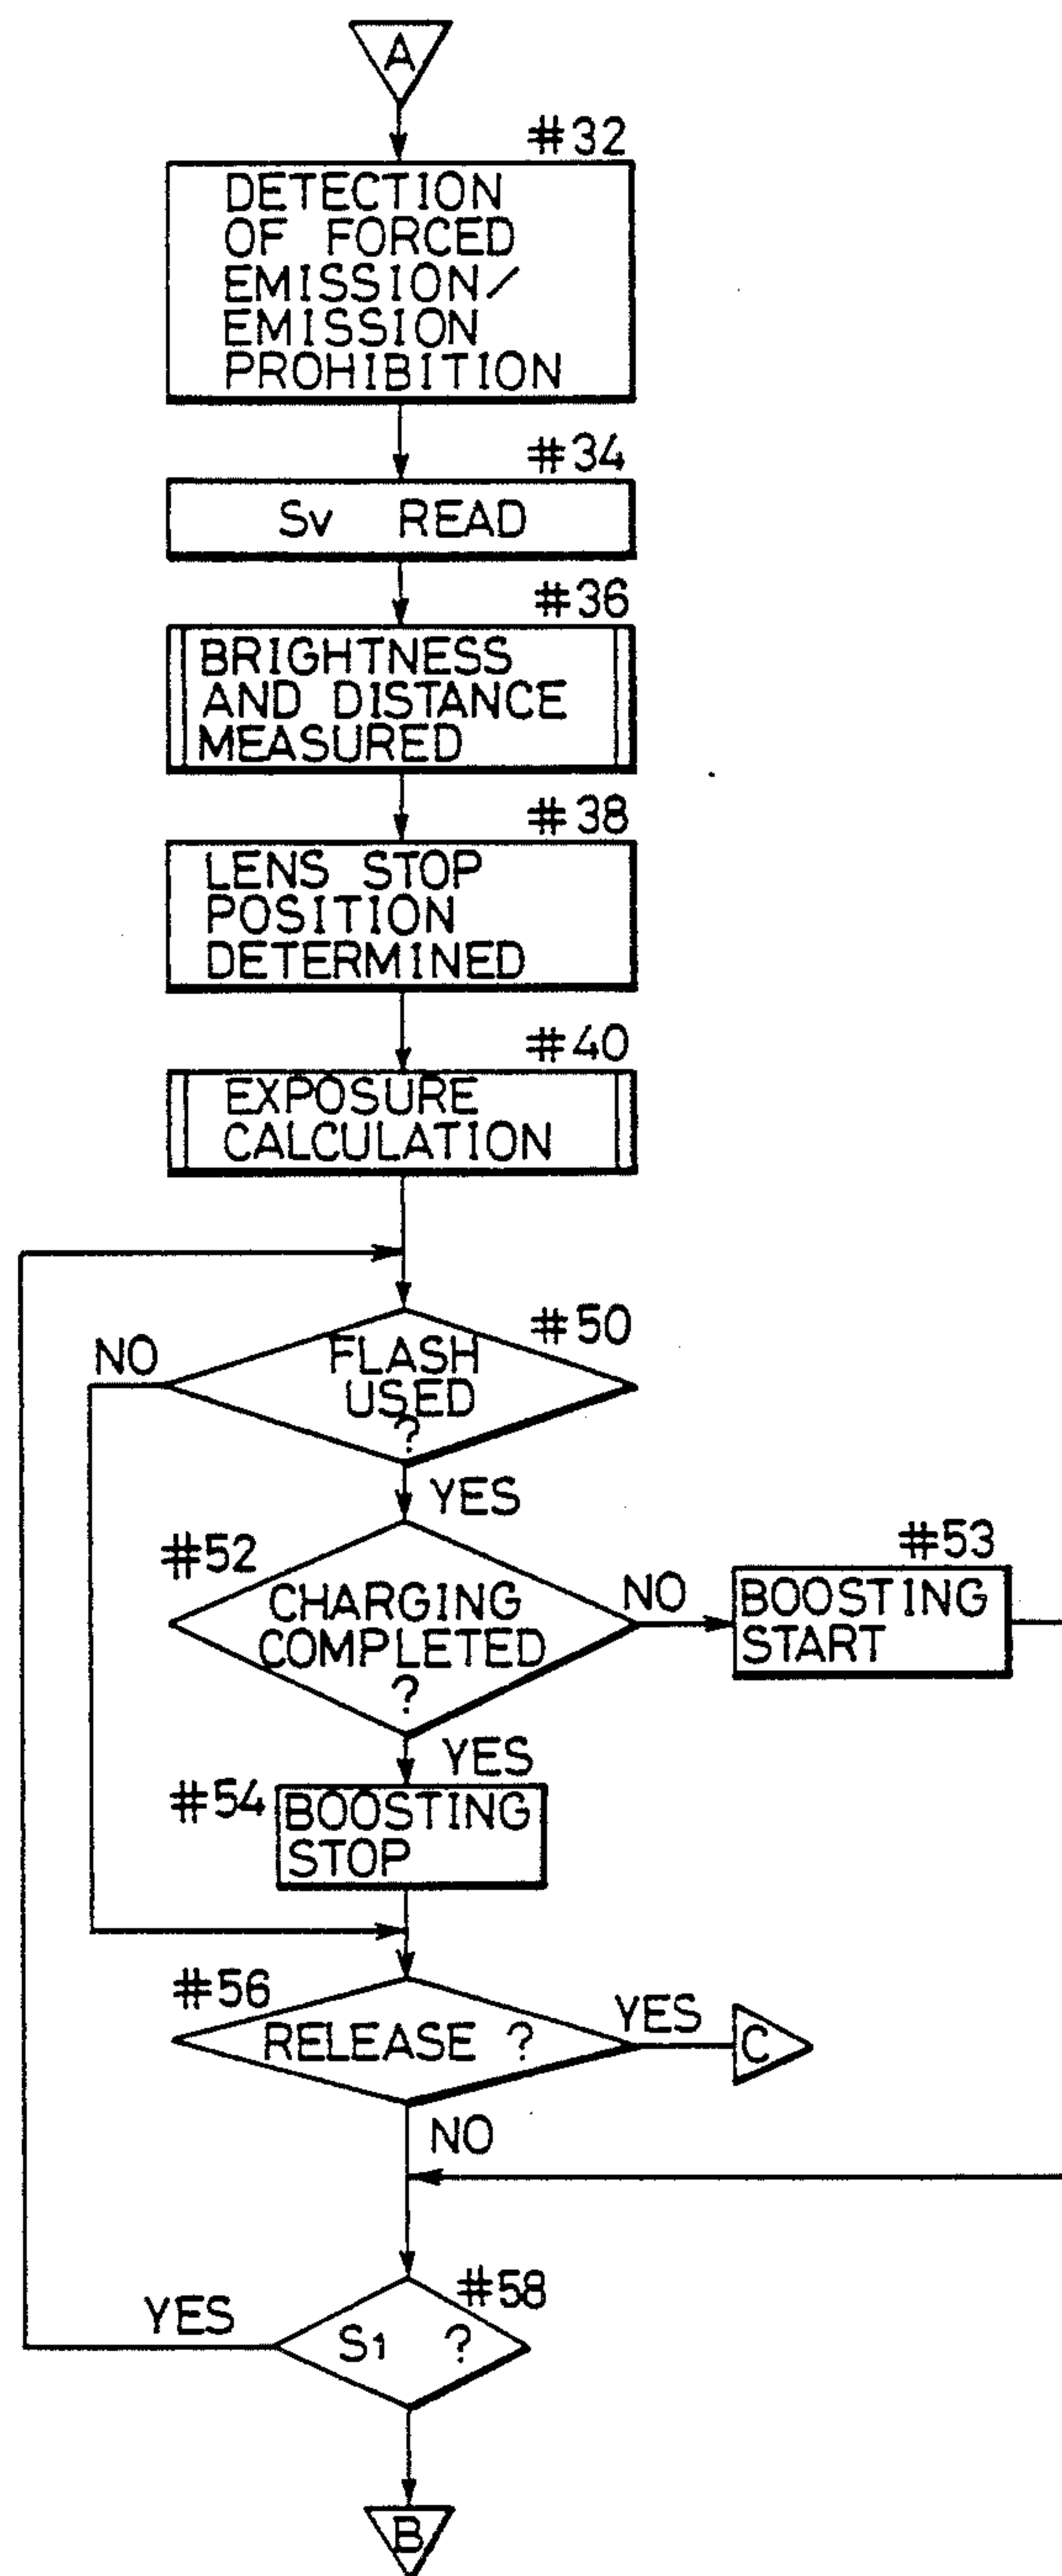 A
#32
DETECTION
OF FORCED
EMISSION/
EMISSION
PROHIBITION
#34
Sv READ
#36
BRIGHTNESS
AND DISTANCE
MEASURED
#38
LENS STOP
POSITION
DETERMINED
#40
EXPOSURE
CALCULATION
#50
NO
FLASH
USED
?
YES
#52
CHARGING
COMPLETED
?
NO
#53
BOOSTING
START
YES
#54
BOOSTING
STOP
#56
RELEASE ?
YES
C
NO
#58
YES
S1 ?
B